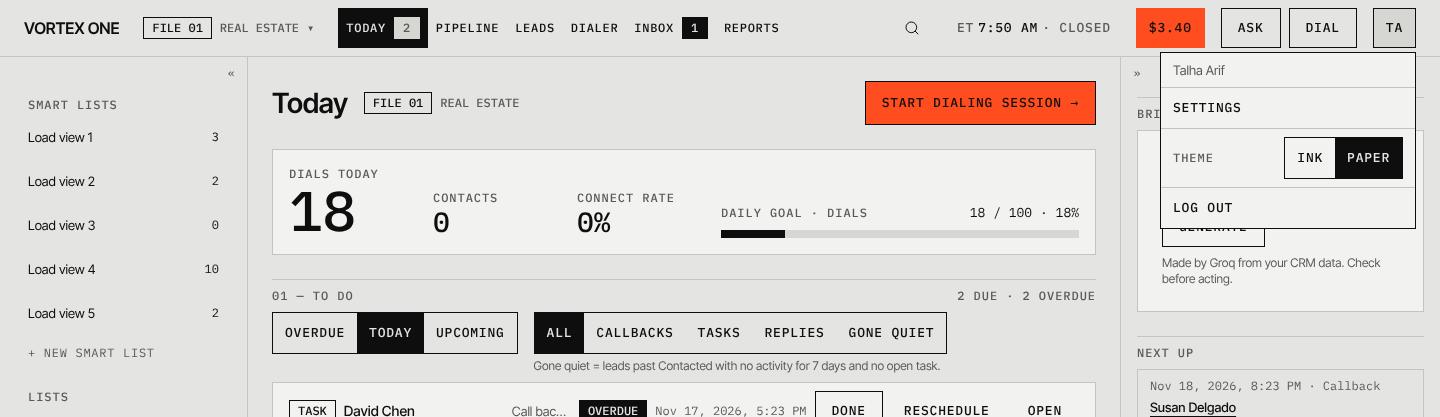 VORTEX ONE
FILE 01 REAL ESTATE ▾
TODAY 2 PIPELINE LEADS DIALER INBOX 1 REPORTS
ET 7:50 AM · CLOSED
$3.40 ASK DIAL TA
«
SMART LISTS
Load view 1 3
Load view 2 2
Load view 3 0
Load view 4 10
Load view 5 2
+ NEW SMART LIST
LISTS
Today FILE 01 REAL ESTATE
START DIALING SESSION →
DIALS TODAY
18
CONTACTS
0
CONNECT RATE
0%
DAILY GOAL · DIALS 18 / 100 · 18%
01 — TO DO 2 DUE · 2 OVERDUE
OVERDUE TODAY UPCOMING ALL CALLBACKS TASKS REPLIES GONE QUIET
Gone quiet = leads past Contacted with no activity for 7 days and no open task.
TASK David Chen Call bac... OVERDUE Nov 17, 2026, 5:23 PM DONE RESCHEDULE OPEN
»
Talha Arif
SETTINGS
THEME INK PAPER
LOG OUT
Made by Groq from your CRM data. Check
before acting.
NEXT UP
Nov 18, 2026, 8:23 PM · Callback
Susan Delgado